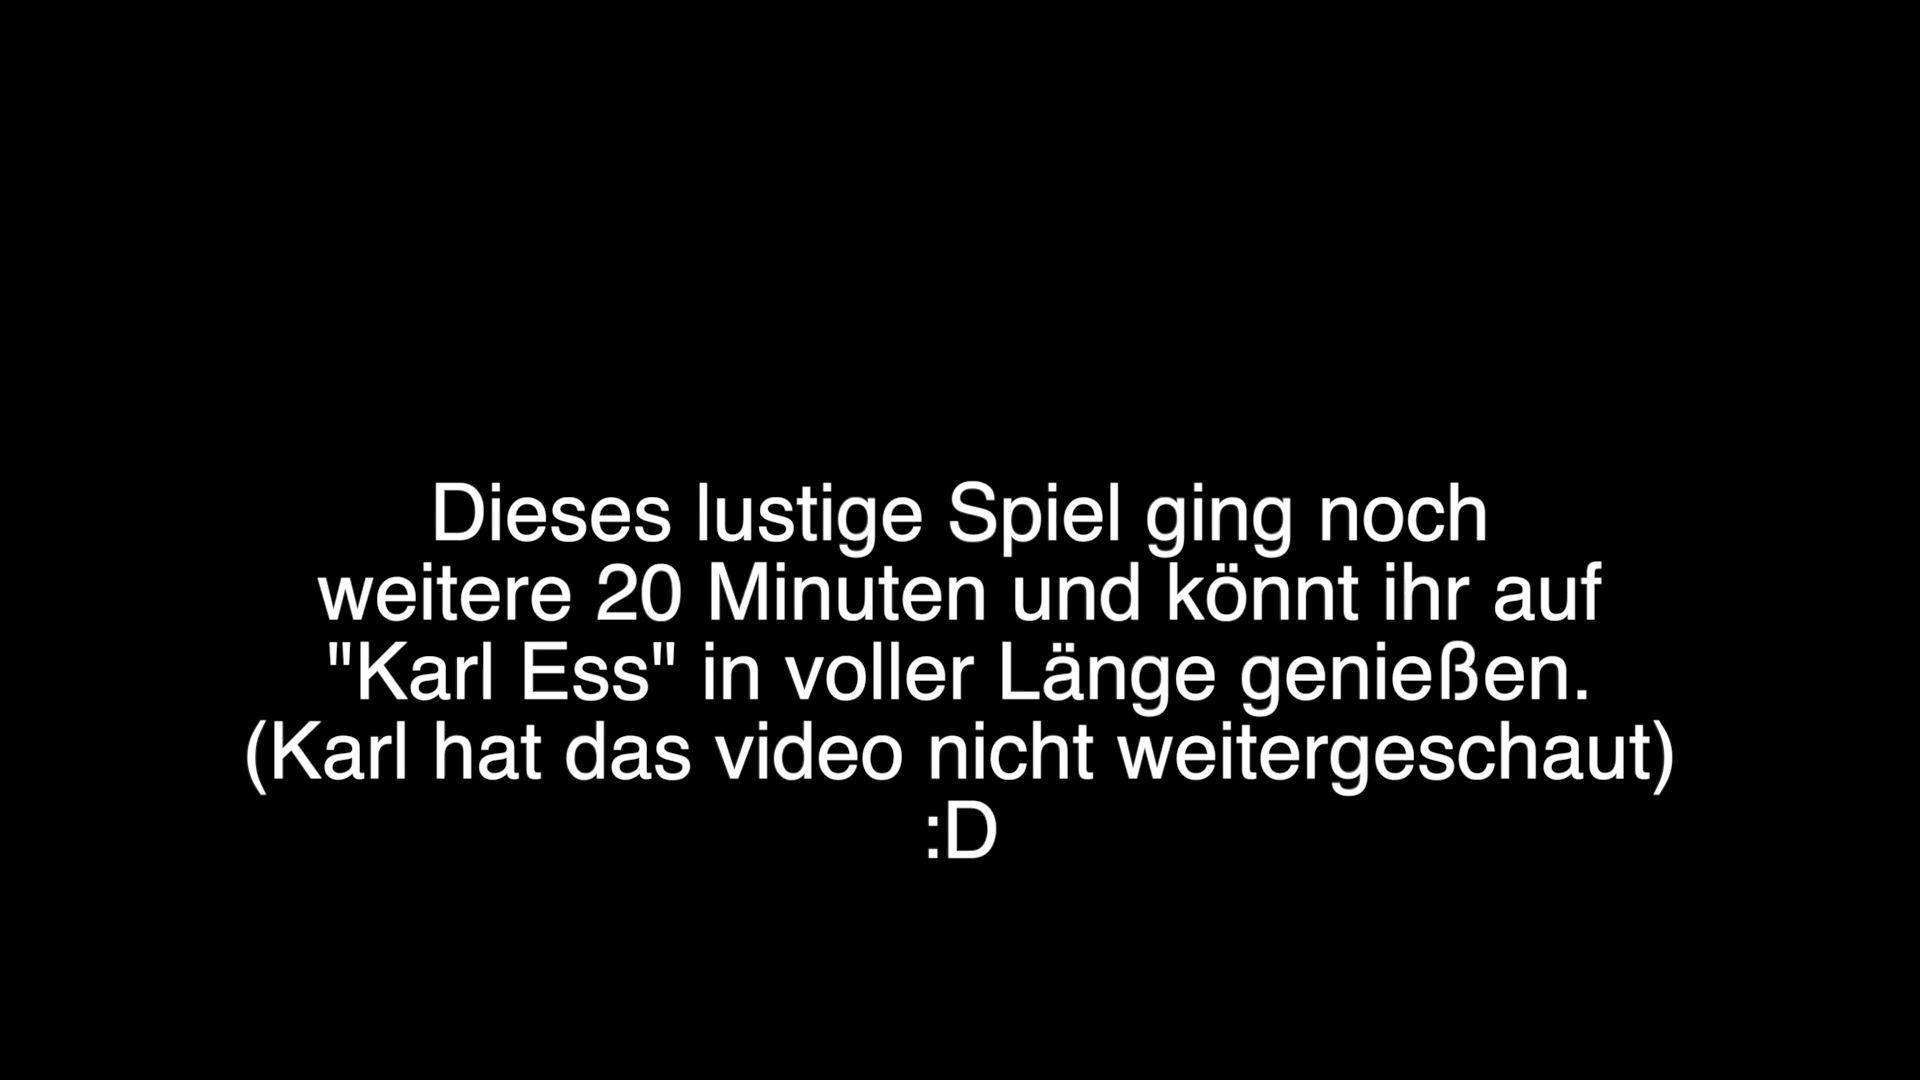 Dieses lustige Spiel ging noch
weitere 20 Minuten und könnt ihr auf
"Karl Ess" in voller Länge genießen.
(Karl hat das video nicht weitergeschaut)
:D